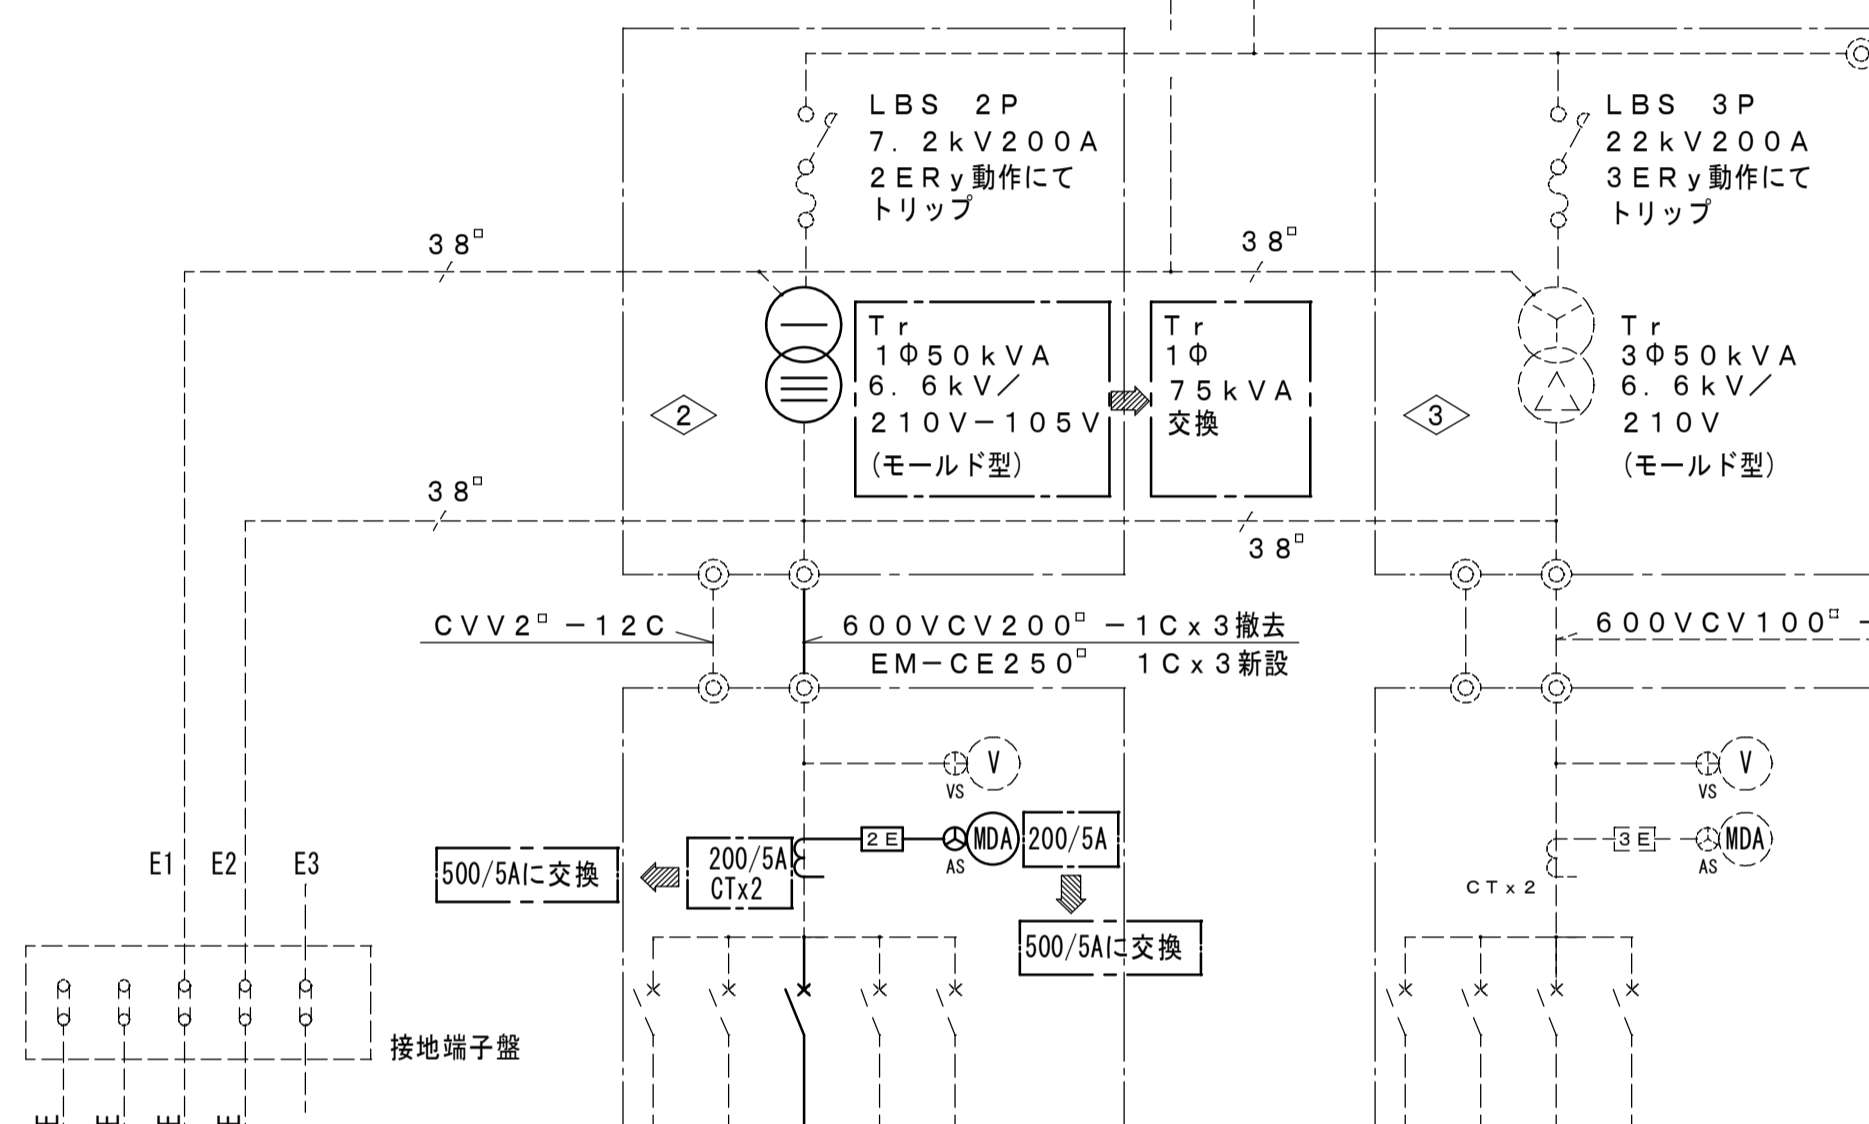 LBS 2P
7.2kV200A
2ERy動作にて
トリップ
LBS 3P
22kV200A
3ERy動作にて
トリップ
38□
38□
Tr
1Φ50kVA
6.6kV/
210V-105V
(モールド型)
Tr
1Φ
75kVA
交換
2
3
Tr
3Φ50kVA
6.6kV/
210V
(モールド型)
38□
38□
CVV2□-12C
600VCV200□-1Cx3撤去
EM-CE250□ 1Cx3新設
600VCV100□-
V
VS
V
VS
2E
MDA
AS
200/5A
3E
MDA
AS
500/5Aに交換
200/5A
CTx2
CTx2
500/5Aに交換
E1
E2
E3
接地端子盤
E
E
E
E